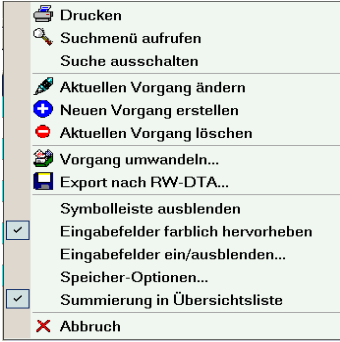 Drucken
Suchmenü aufrufen
Suche ausschalten
Aktuellen Vorgang ändern
Neuen Vorgang erstellen
Aktuellen Vorgang löschen
Vorgang umwandeln...
Export nach RW-DTA...
Symbolleiste ausblenden
Eingabefelder farblich hervorheben
Eingabefelder ein/ausblenden...
Speicher-Optionen...
Summierung in Übersichtsliste
Abbruch